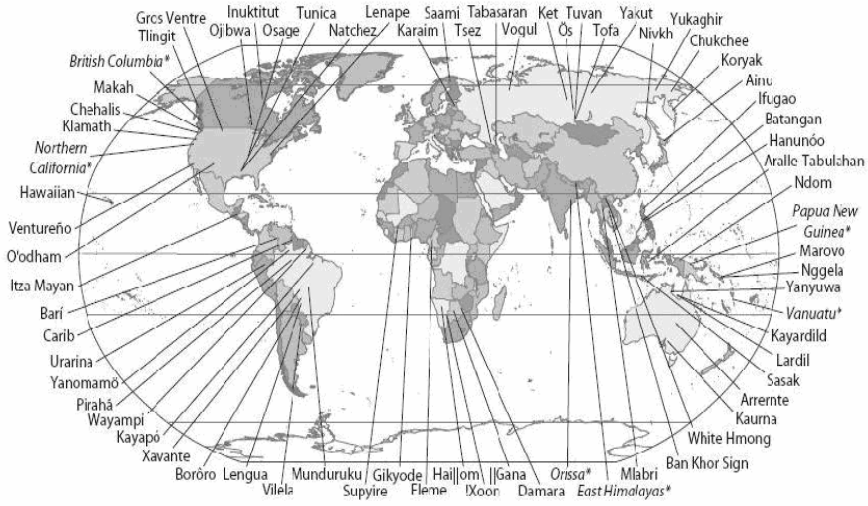 Inuktitut
Tunica
Lenape
Saami
Tabasaran
Ket
Tuvan
Yakut
Grcs Ventre
Ojibwa
Osage
Natchez
Karaim
Tsez
Vogul
Ös
Tofa
Nivkh
Yukaghir
Tlingit
Chukchee
British Columbia*
Koryak
Makah
Ainu
Chehalis
Ifugao
Klamath
Batangan
Northern
California*
Hanunóo
Aralle Tabulahan
Hawaiian
Ndom
Ventureño
Papua New
Guinea*
O'odham
Marovo
Itza Mayan
Nggela
Yanyuwa
Barí
Vanuatu*
Carib
Kayardild
Urarina
Lardil
Yanomamö
Sasak
Pirahã
Arrernte
Wayampi
Kaurna
Kayapó
White Hmong
Xavante
Ban Khor Sign
Borôro
Lengua
Munduruku
Gikyode
Hai||om
||Gana
Orissa*
Mlabri
Vilela
Supyire
Eleme
!Xoon
Damara
East Himalayas*